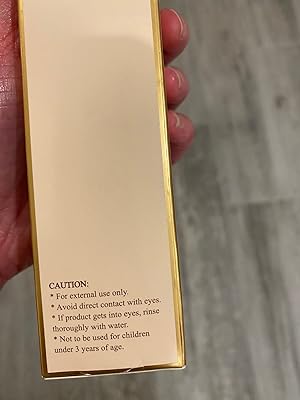 CAUTION:
* For external use only.
* Avoid direct contact with eyes.
* If product gets into eyes, rinse
thoroughly with water.
* Not to be used for children
under 3 years of age.